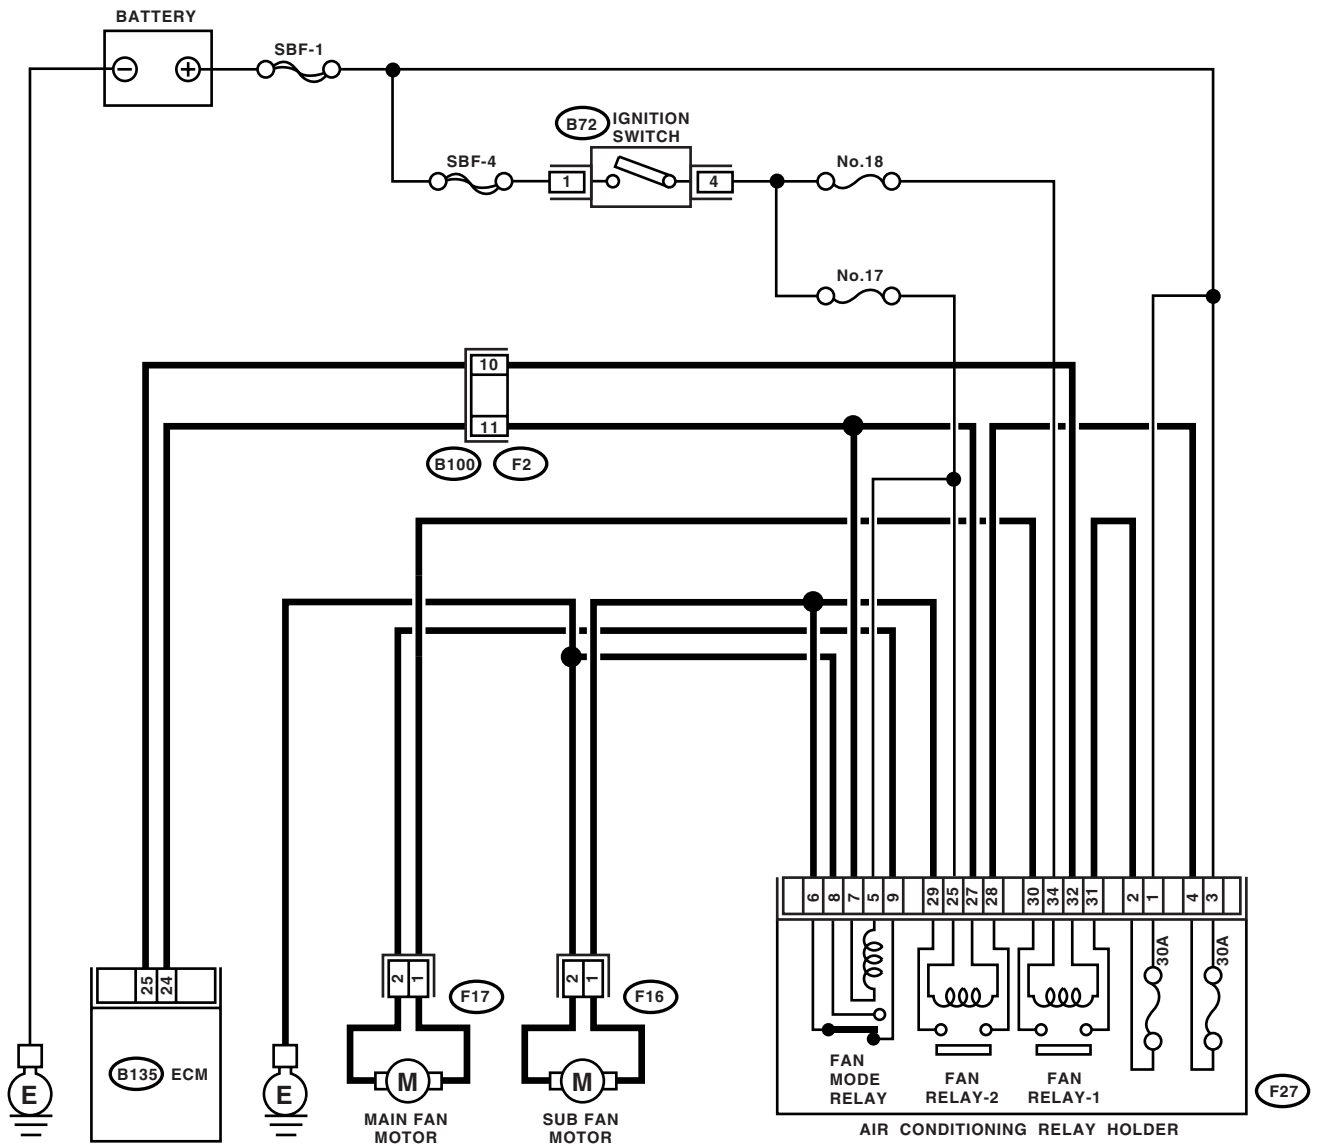 BATTERY
SBF-1
− +
B72 IGNITION
SWITCH
SBF-4
1
4
No.18
No.17
10
11
B100 F2
6 8 7 5 9 29 25 27 28 30 34 32 31 2 1 4 3
30A 30A
25 24
2 1
F17
2 1
F16
B135 ECM
E
E
M
MAIN FAN
MOTOR
M
SUB FAN
MOTOR
FAN
MODE
RELAY
FAN
RELAY-2
FAN
RELAY-1
F27
AIR CONDITIONING RELAY HOLDER